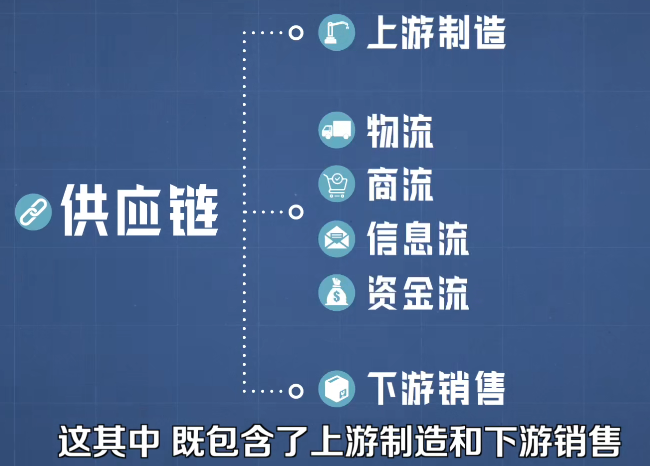 上游制造
物流
商流
供应链
信息流
资金流
下游销售
这其中 既包含了上游制造和下游销售